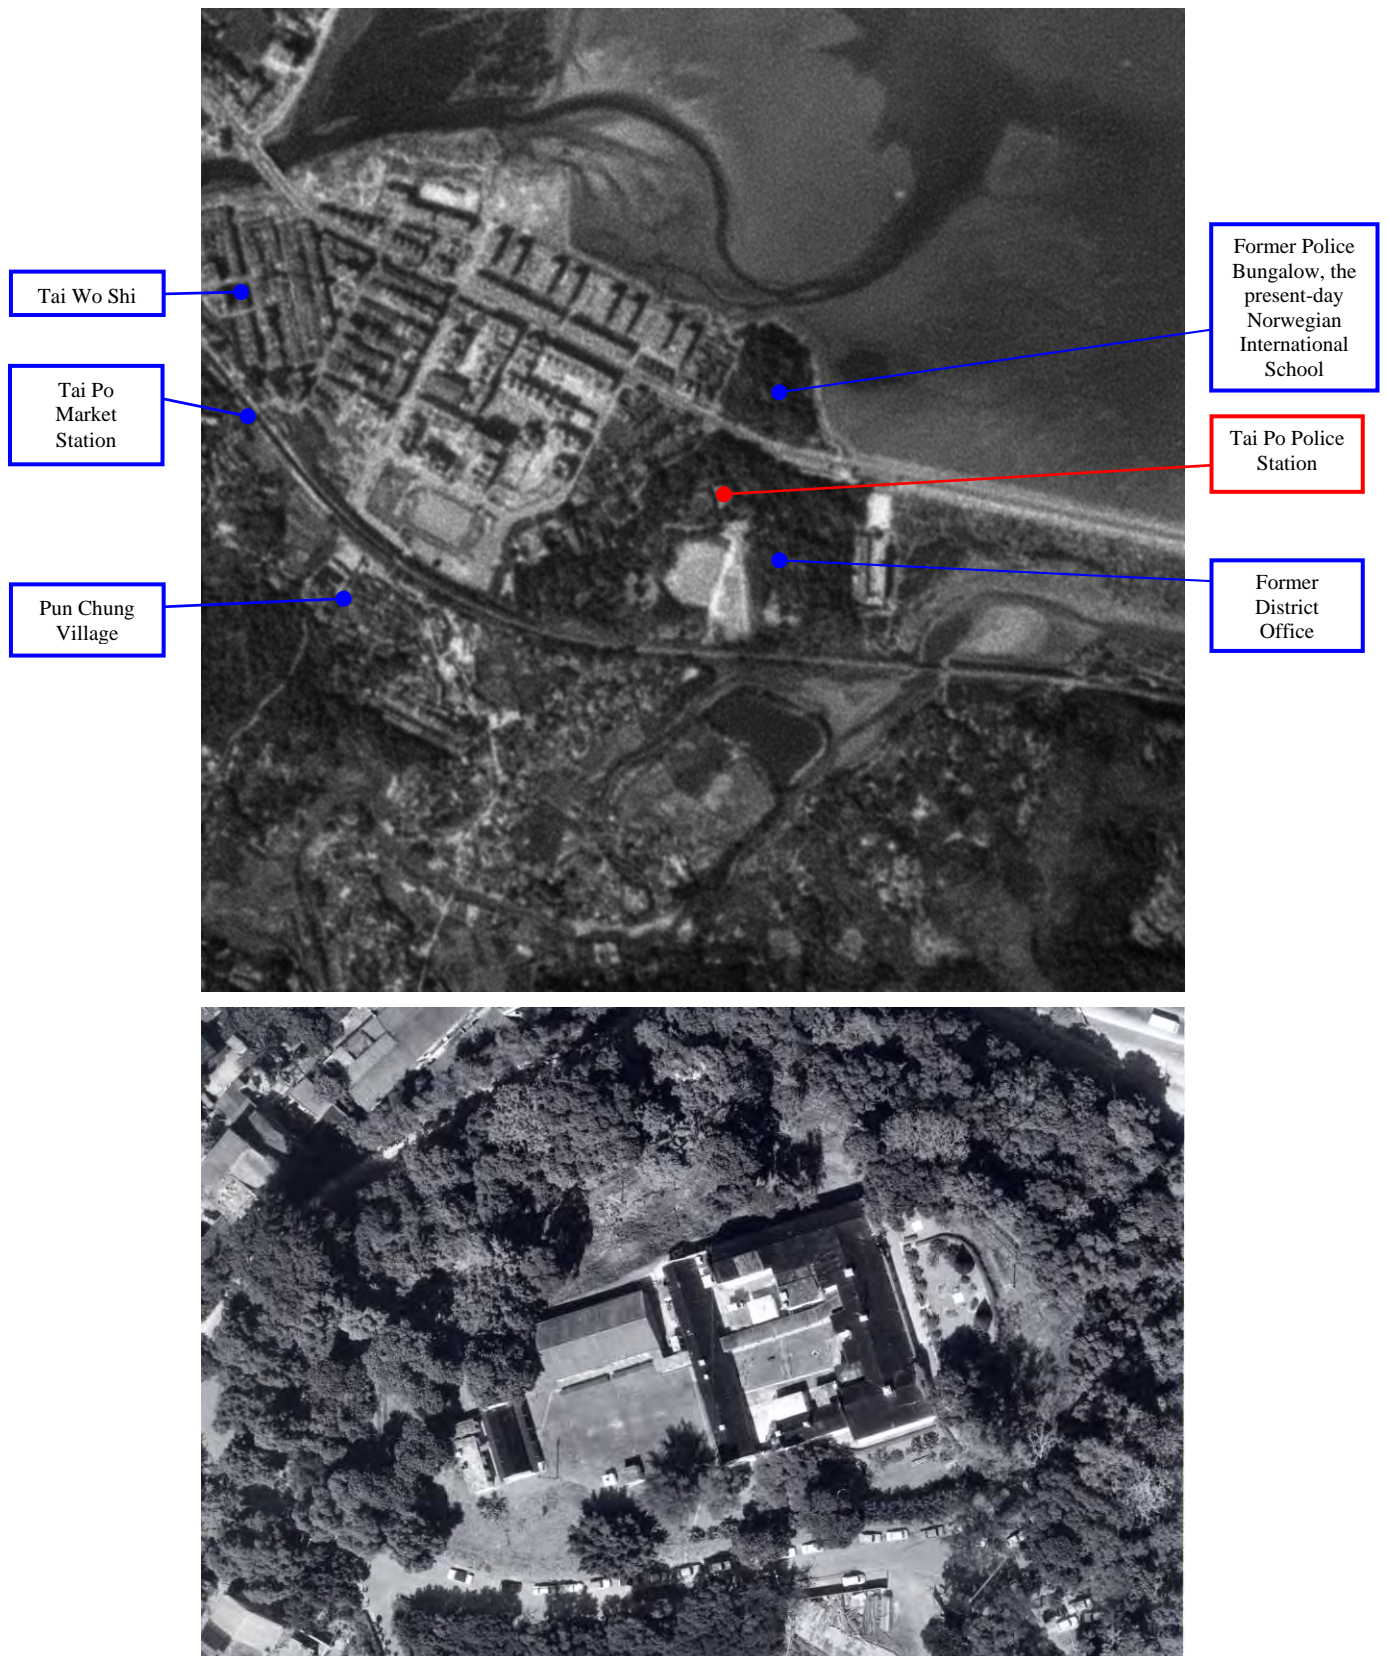 Tai Wo Shi
Tai Po
Market
Station
Pun Chung
Village
Former Police
Bungalow, the
present-day
Norwegian
International
School
Tai Po Police
Station
Former
District
Office